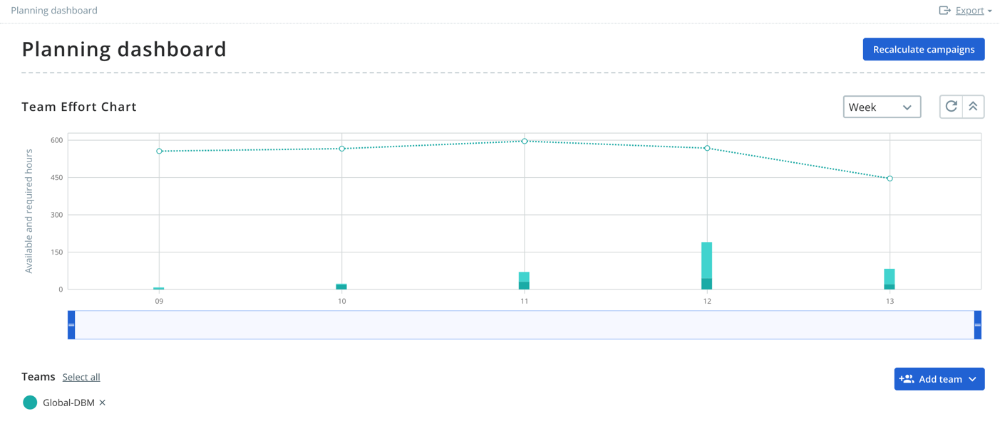 Planning dashboard
Export
Planning dashboard
Recalculate campaigns
Team Effort Chart
Week
Available and required hours
600
450
300
150
0
09 10 11 12 13
Teams Select all
Add team
Global-DBM